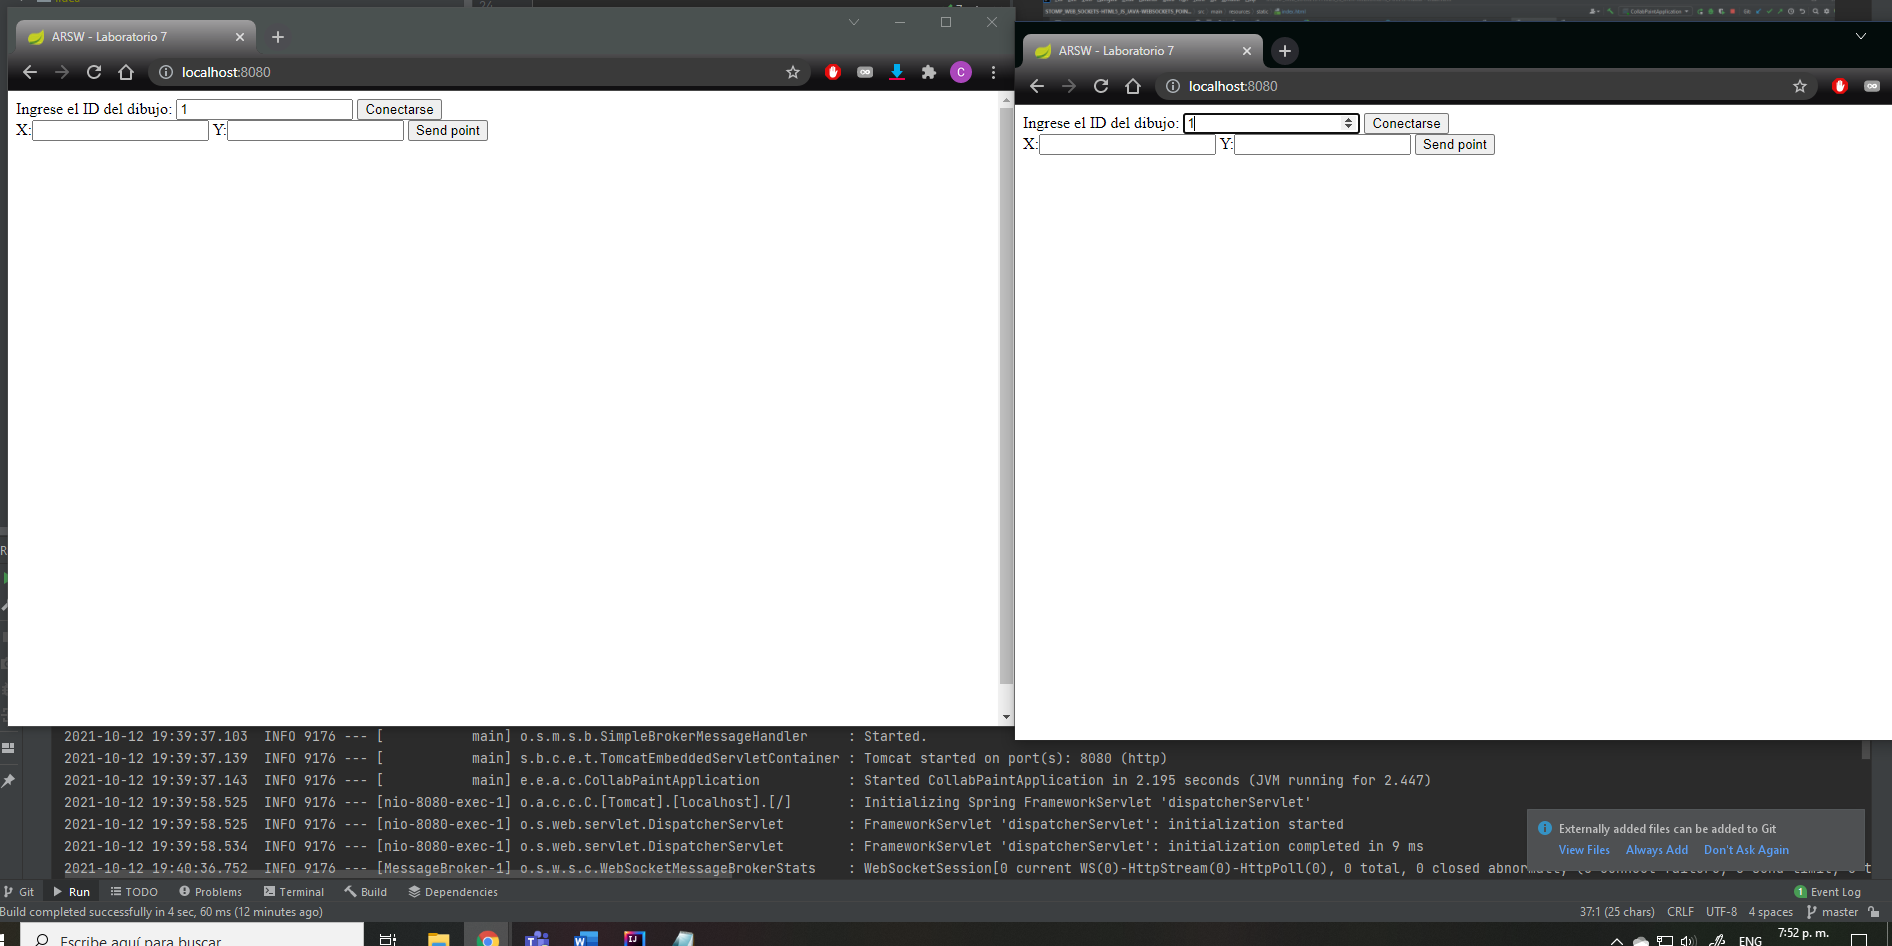 ARSW - Laboratorio 7
localhost:8080
C
Ingrese el ID del dibujo: 1 Conectarse
X: Y: Send point
ARSW - Laboratorio 7
localhost:8080
Ingrese el ID del dibujo: 1 Conectarse
X: Y: Send point
2021-10-12 19:39:37.103 INFO 9176 --- [ main] o.s.m.s.b.SimpleBrokerMessageHandler : Started.
2021-10-12 19:39:37.139 INFO 9176 --- [ main] s.b.c.e.t.TomcatEmbeddedServletContainer : Tomcat started on port(s): 8080 (http)
2021-10-12 19:39:37.143 INFO 9176 --- [ main] e.e.a.CollabPaintApplication : Started CollabPaintApplication in 2.195 seconds (JVM running for 2.447)
2021-10-12 19:39:58.525 INFO 9176 --- [nio-8080-exec-1] o.a.c.c.C.[Tomcat].[localhost].[/] : Initializing Spring FrameworkServlet 'dispatcherServlet'
2021-10-12 19:39:58.525 INFO 9176 --- [nio-8080-exec-1] o.s.web.servlet.DispatcherServlet : FrameworkServlet 'dispatcherServlet': initialization started
2021-10-12 19:39:58.534 INFO 9176 --- [nio-8080-exec-1] o.s.web.servlet.DispatcherServlet : FrameworkServlet 'dispatcherServlet': initialization completed in 9 ms
2021-10-12 19:40:36.752 INFO 9176 --- [MessageBroker-1] o.s.w.s.c.WebSocketMessageBrokerStats : WebSocketSession[0 current WS(0)-HttpStream(0)-HttpPoll(0), 0 total, 0 closed
Externally added files can be added to Git
View Files Always Add Don't Ask Again
Git Run TODO Problems Terminal Build Dependencies
1 Event Log
Build completed successfully in 4 sec, 60 ms (12 minutes ago)
37:1 (25 chars) CRLF UTF-8 4 spaces master
Escribe aquí para buscar
ENG
7:52 p. m.